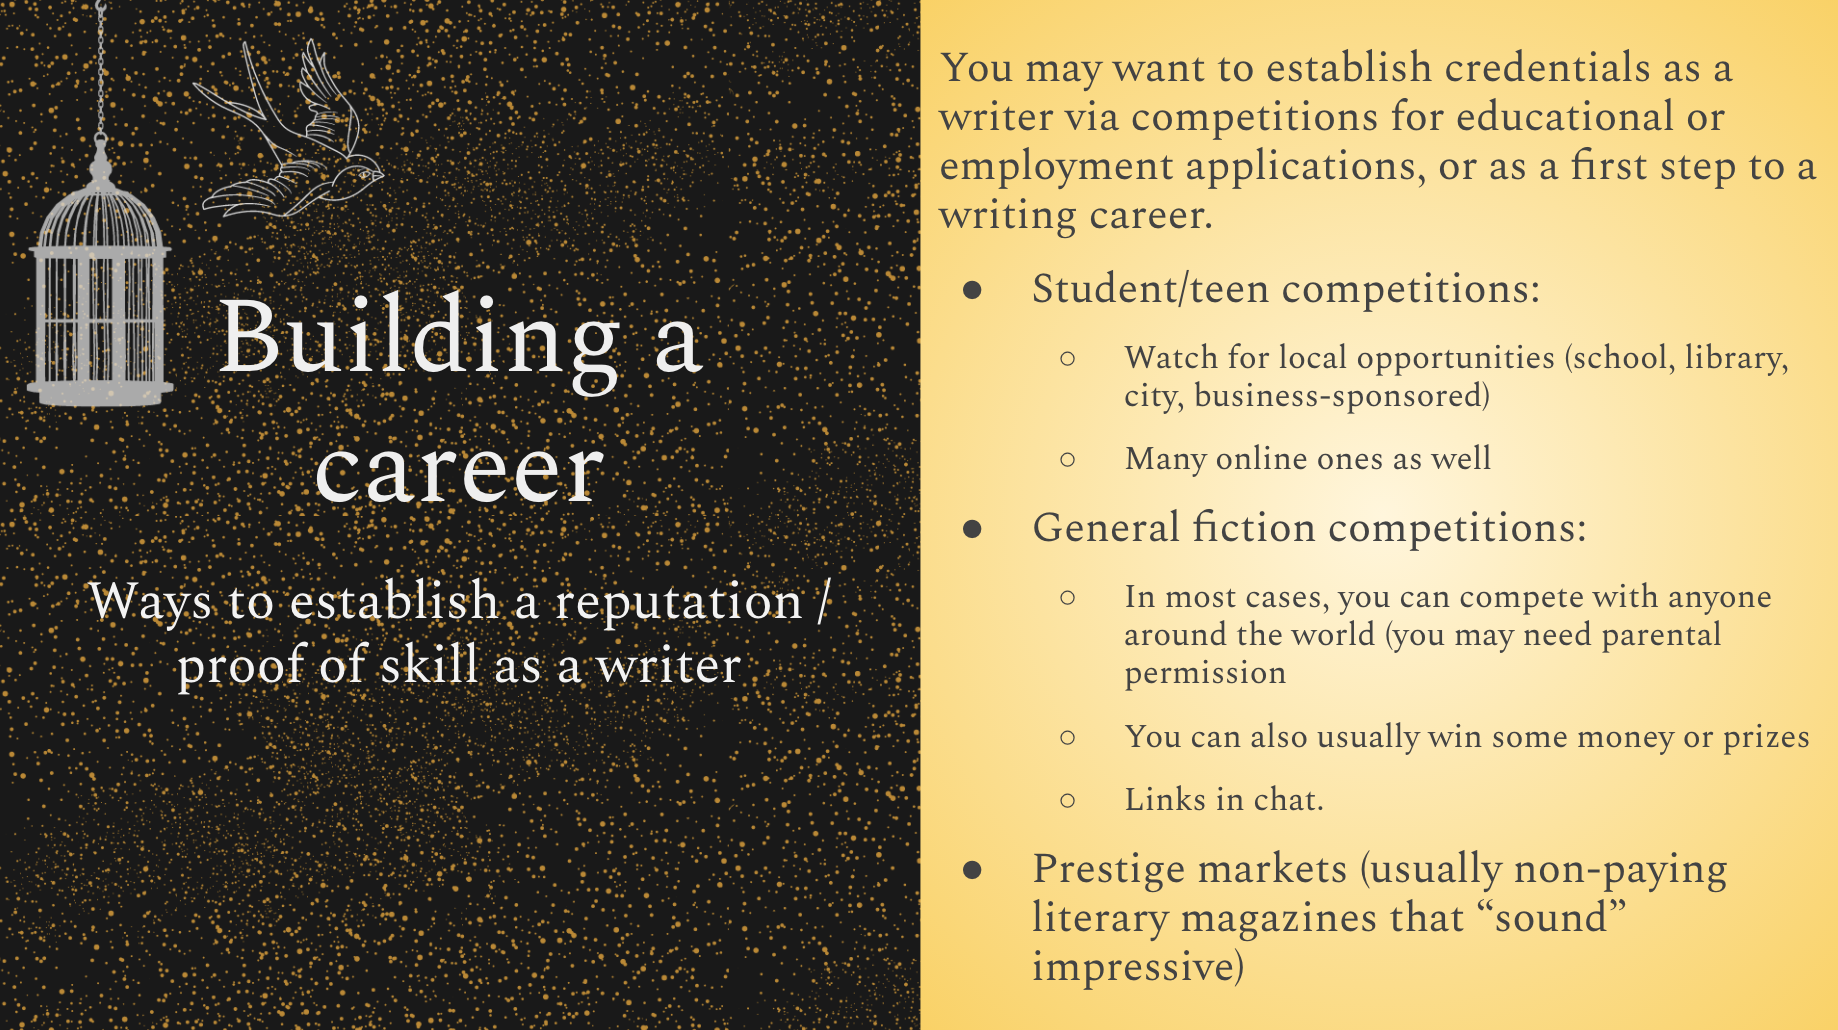 Building a
career
Ways to establish a reputation /
proof of skill as a writer
You may want to establish credentials as a
writer via competitions for educational or
employment applications, or as a first step to a
writing career.
● Student/teen competitions:
○ Watch for local opportunities (school, library,
city, business-sponsored)
○ Many online ones as well
● General fiction competitions:
○ In most cases, you can compete with anyone
around the world (you may need parental
permission
○ You can also usually win some money or prizes
○ Links in chat.
● Prestige markets (usually non-paying
literary magazines that “sound”
impressive)